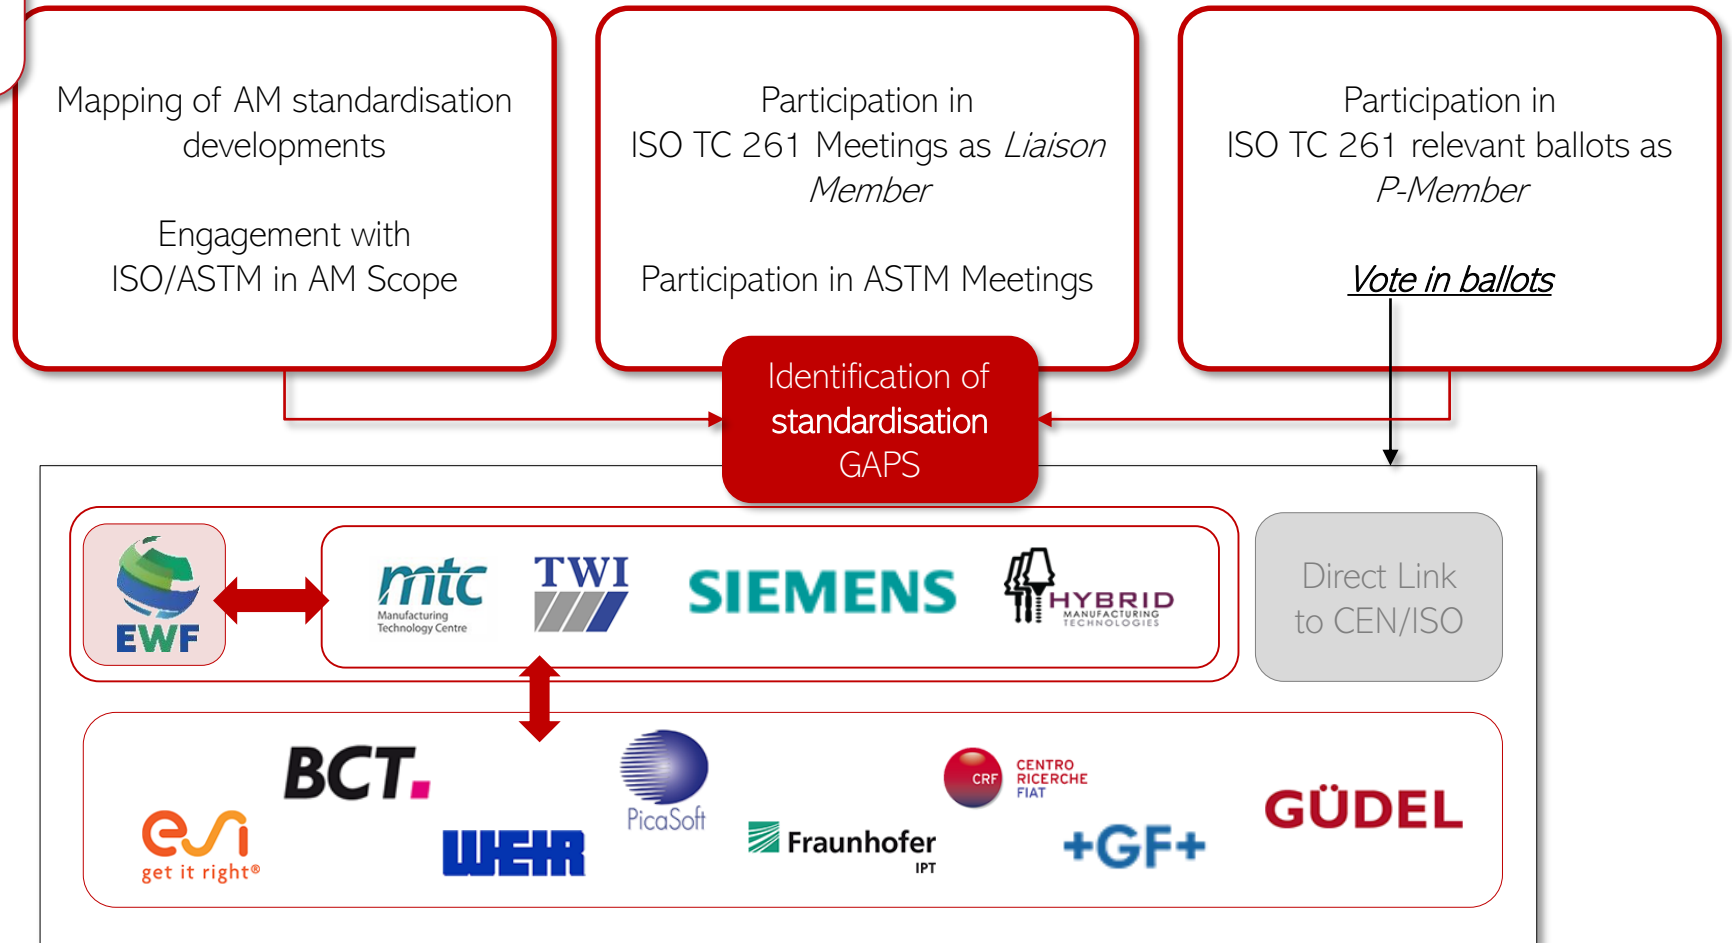 Mapping of AM standardisation
developments
Engagement with
ISO/ASTM in AM Scope
Participation in
ISO TC 261 Meetings as Liaison
Member
Participation in ASTM Meetings
Participation in
ISO TC 261 relevant ballots as
P-Member
Vote in ballots
Identification of
standardisation
GAPS
EWF
mtc
Manufacturing
Technology Centre
TWI
SIEMENS
HYBRID
MANUFACTURING
TECHNOLOGIES
Direct Link
to CEN/ISO
esi
get it right®
BCT.
WEIR
PicaSoft
Fraunhofer
IPT
CRF
CENTRO
RICERCHE
FIAT
+GF+
GÜDEL